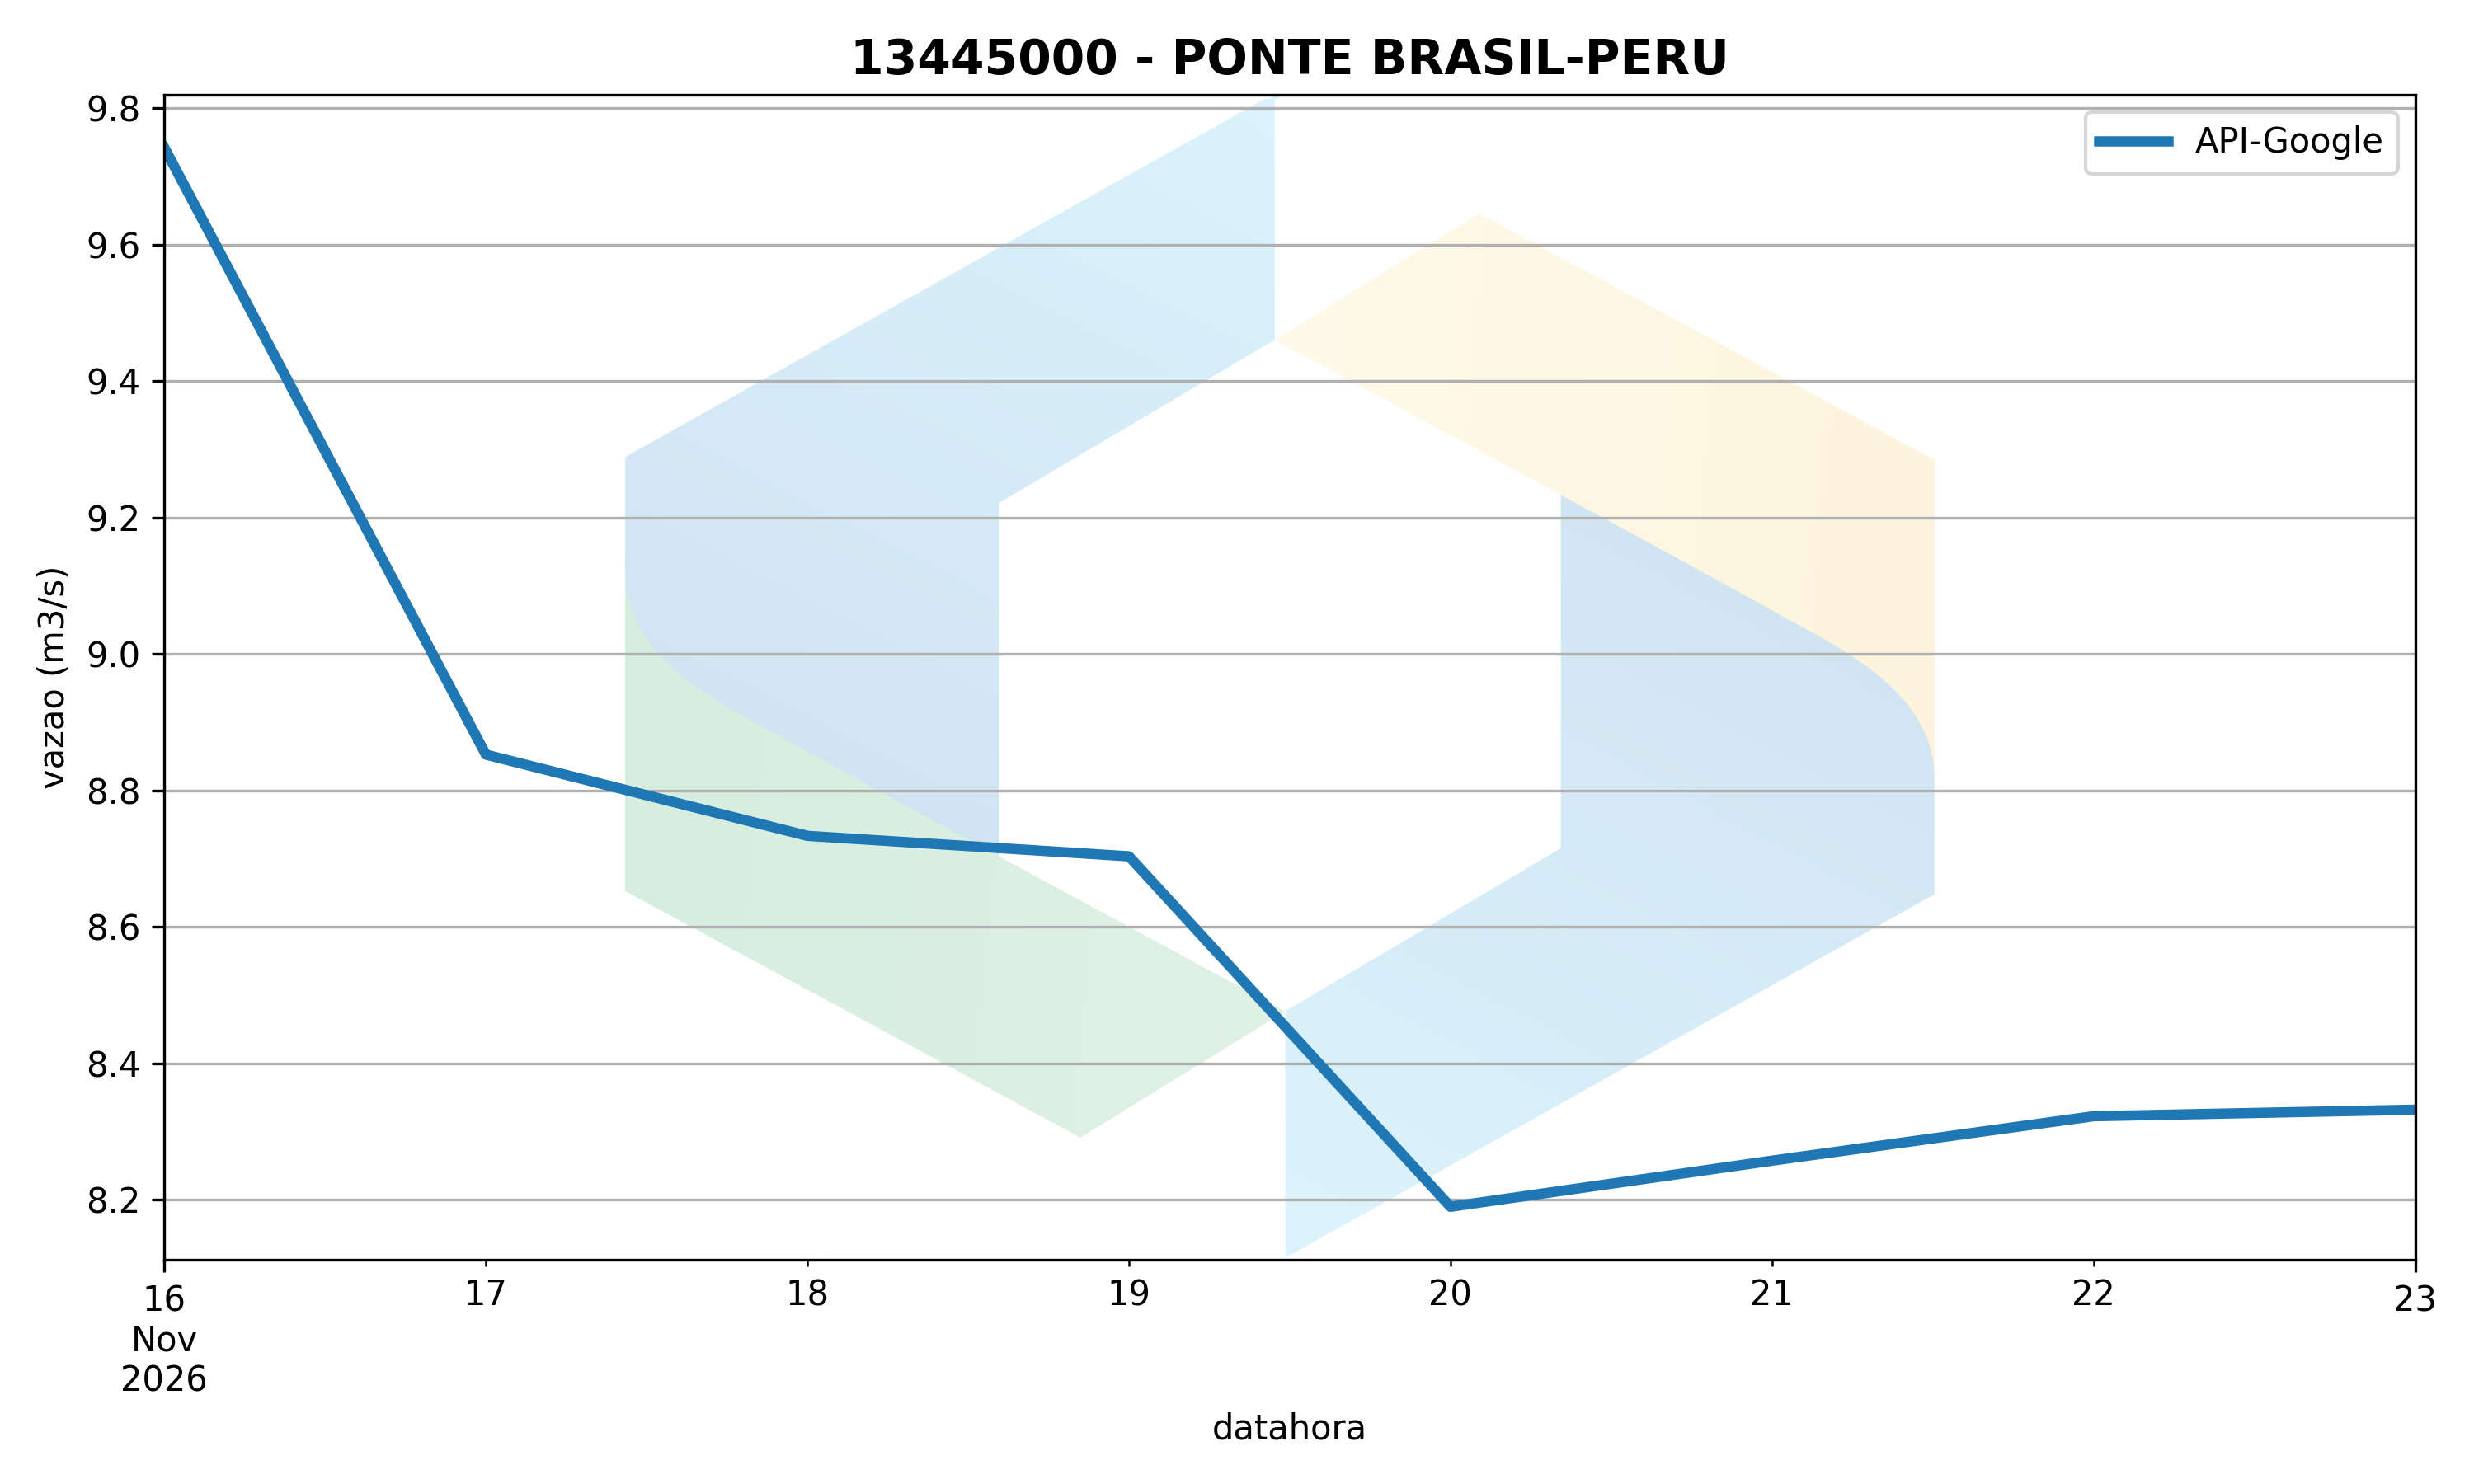 13445000 - PONTE BRASIL-PERU
API-Google
vazao (m3/s)
9.8
9.6
9.4
9.2
9.0
8.8
8.6
8.4
8.2
16 17 18 19 20 21 22 23
Nov
2026
datahora